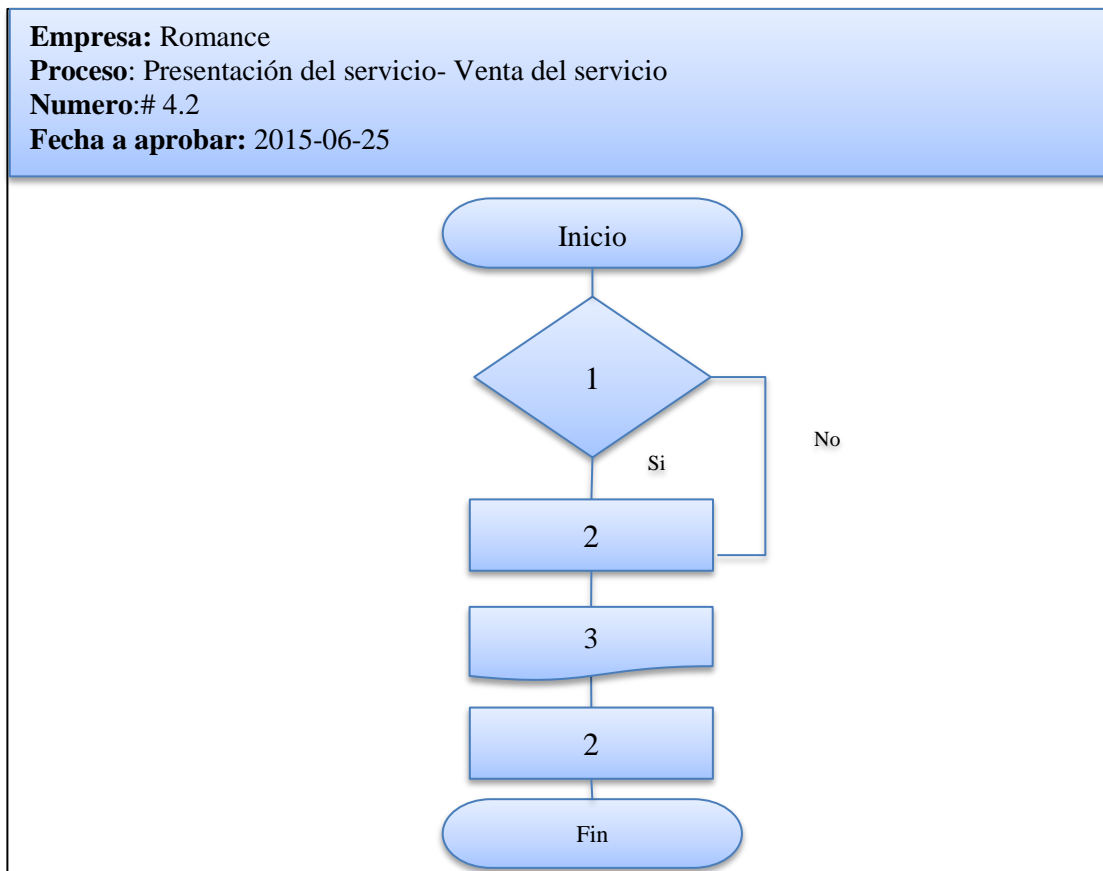 Empresa: Romance
Proceso: Presentación del servicio- Venta del servicio
Numero:# 4.2
Fecha a aprobar: 2015-06-25
Inicio
1
No
Si
2
3
2
Fin